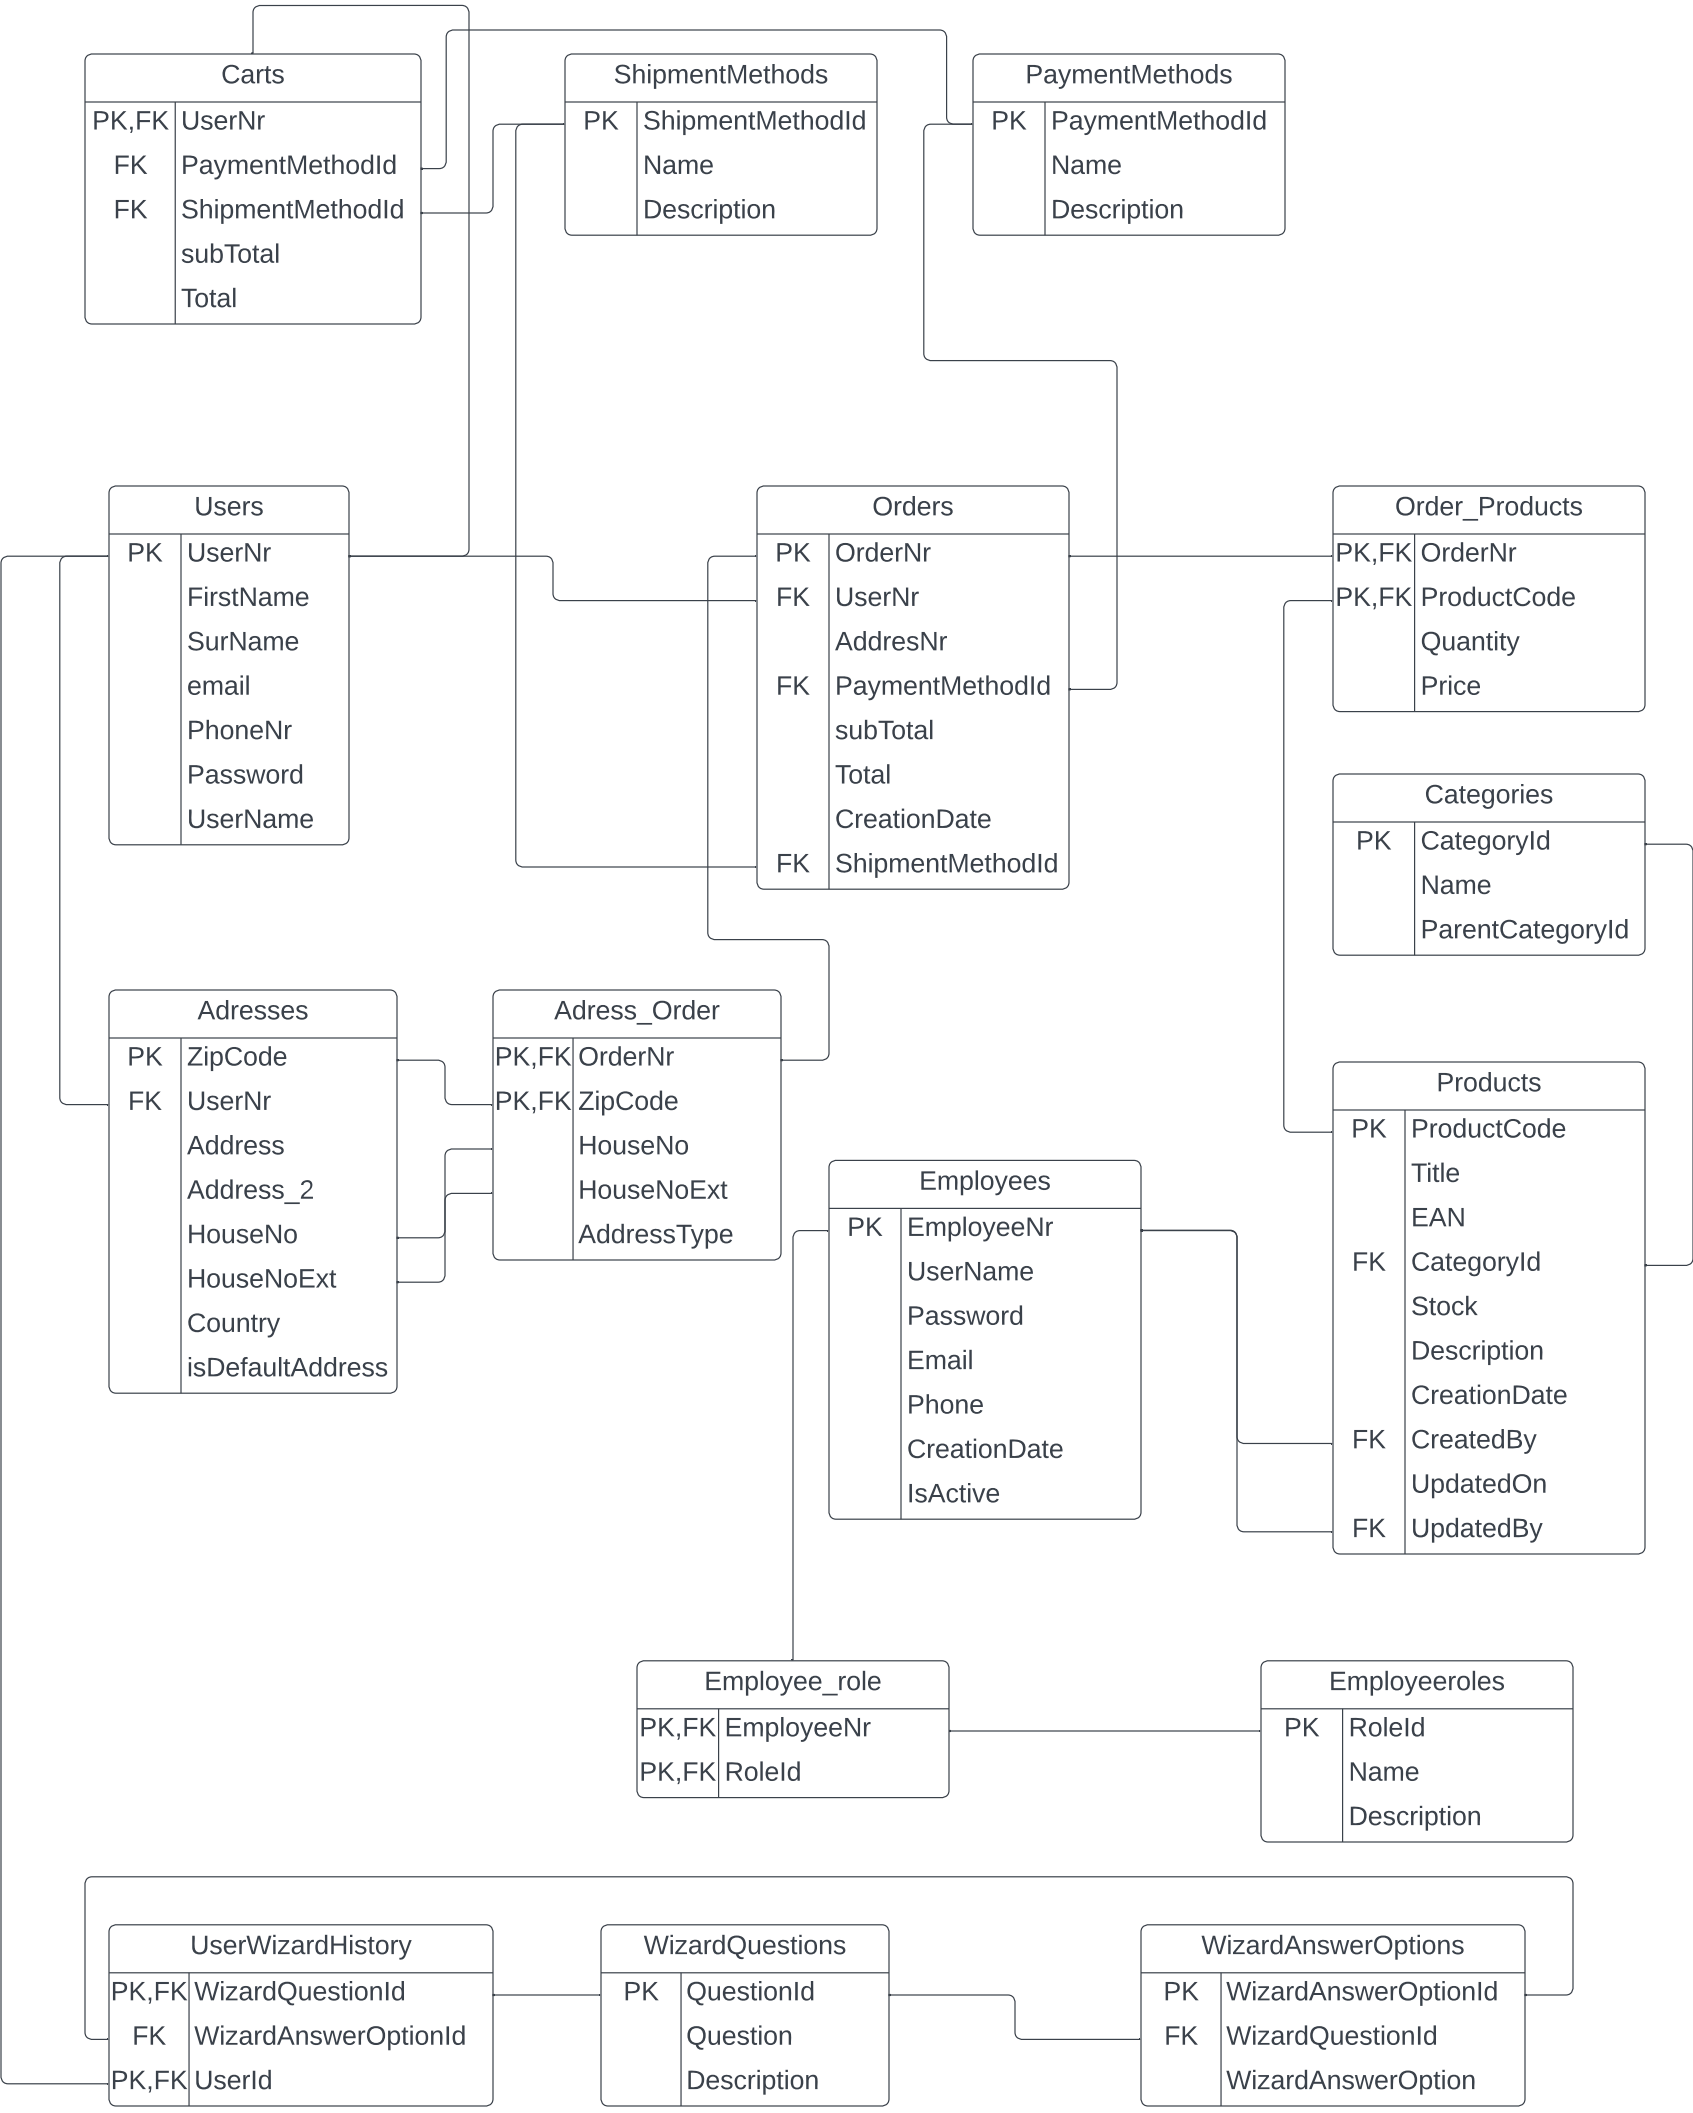 Carts
PK,FK UserNr
FK PaymentMethodId
FK ShipmentMethodId
subTotal
Total
ShipmentMethods
PK ShipmentMethodId
Name
Description
PaymentMethods
PK PaymentMethodId
Name
Description
Users
PK UserNr
FirstName
SurName
email
PhoneNr
Password
UserName
Orders
PK OrderNr
FK UserNr
AddresNr
FK PaymentMethodId
subTotal
Total
CreationDate
FK ShipmentMethodId
Order_Products
PK,FK OrderNr
PK,FK ProductCode
Quantity
Price
Categories
PK CategoryId
Name
ParentCategoryId
Adresses
PK ZipCode
FK UserNr
Address
Address_2
HouseNo
HouseNoExt
Country
isDefaultAddress
Adress_Order
PK,FK OrderNr
PK,FK ZipCode
HouseNo
HouseNoExt
AddressType
Employees
PK EmployeeNr
UserName
Password
Email
Phone
CreationDate
IsActive
Products
PK ProductCode
Title
EAN
FK CategoryId
Stock
Description
CreationDate
FK CreatedBy
UpdatedOn
FK UpdatedBy
Employee_role
PK,FK EmployeeNr
PK,FK RoleId
Employeeroles
PK RoleId
Name
Description
UserWizardHistory
PK,FK WizardQuestionId
FK WizardAnswerOptionId
PK,FK UserId
WizardQuestions
PK QuestionId
Question
Description
WizardAnswerOptions
PK WizardAnswerOptionId
FK WizardQuestionId
WizardAnswerOption